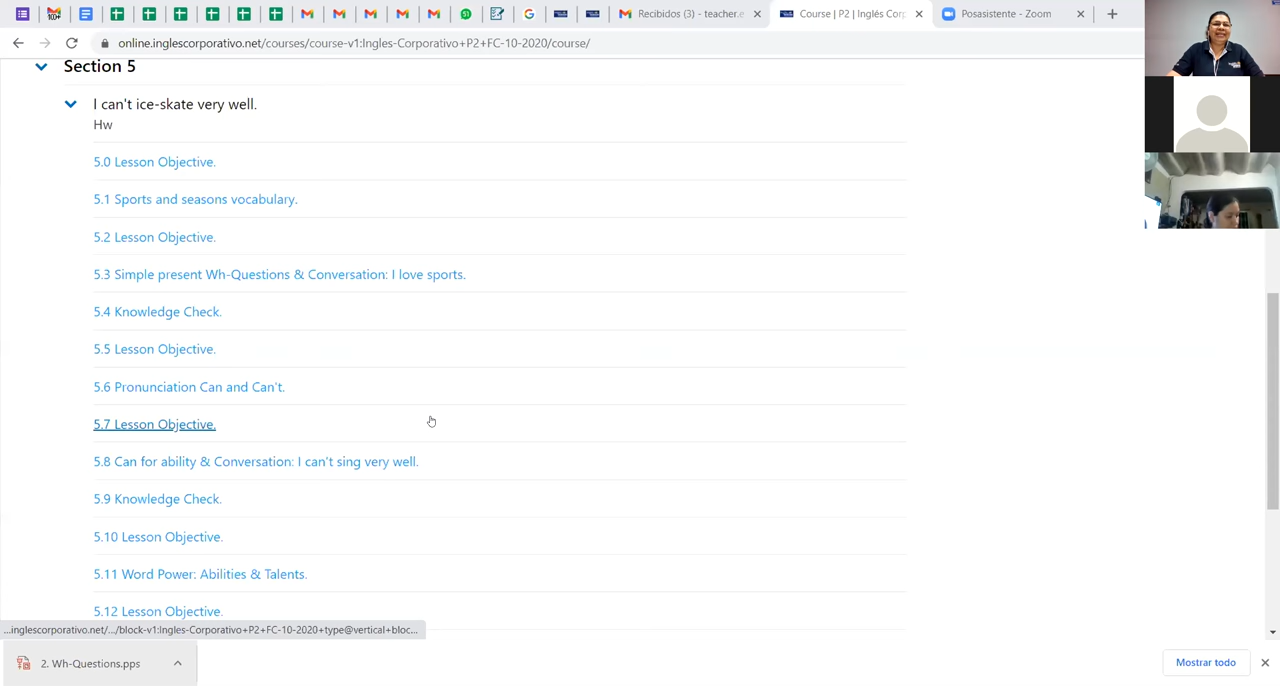 Recibidos (3) - teacher.e
Course | P2 | Inglés Corp
Posasistente - Zoom
online.inglescorporativo.net/courses/course-v1:Ingles-Corporativo+P2+FC-10-2020/course/
Section 5
I can't ice-skate very well.
Hw
5.0 Lesson Objective.
5.1 Sports and seasons vocabulary.
5.2 Lesson Objective.
5.3 Simple present Wh-Questions & Conversation: I love sports.
5.4 Knowledge Check.
5.5 Lesson Objective.
5.6 Pronunciation Can and Can't.
5.7 Lesson Objective.
5.8 Can for ability & Conversation: I can't sing very well.
5.9 Knowledge Check.
5.10 Lesson Objective.
5.11 Word Power: Abilities & Talents.
5.12 Lesson Objective.
...inglescorporativo.net/.../block-v1:Ingles-Corporativo+P2+FC-10-2020+type@vertical+bloc...
2. Wh-Questions.pps
Mostrar todo